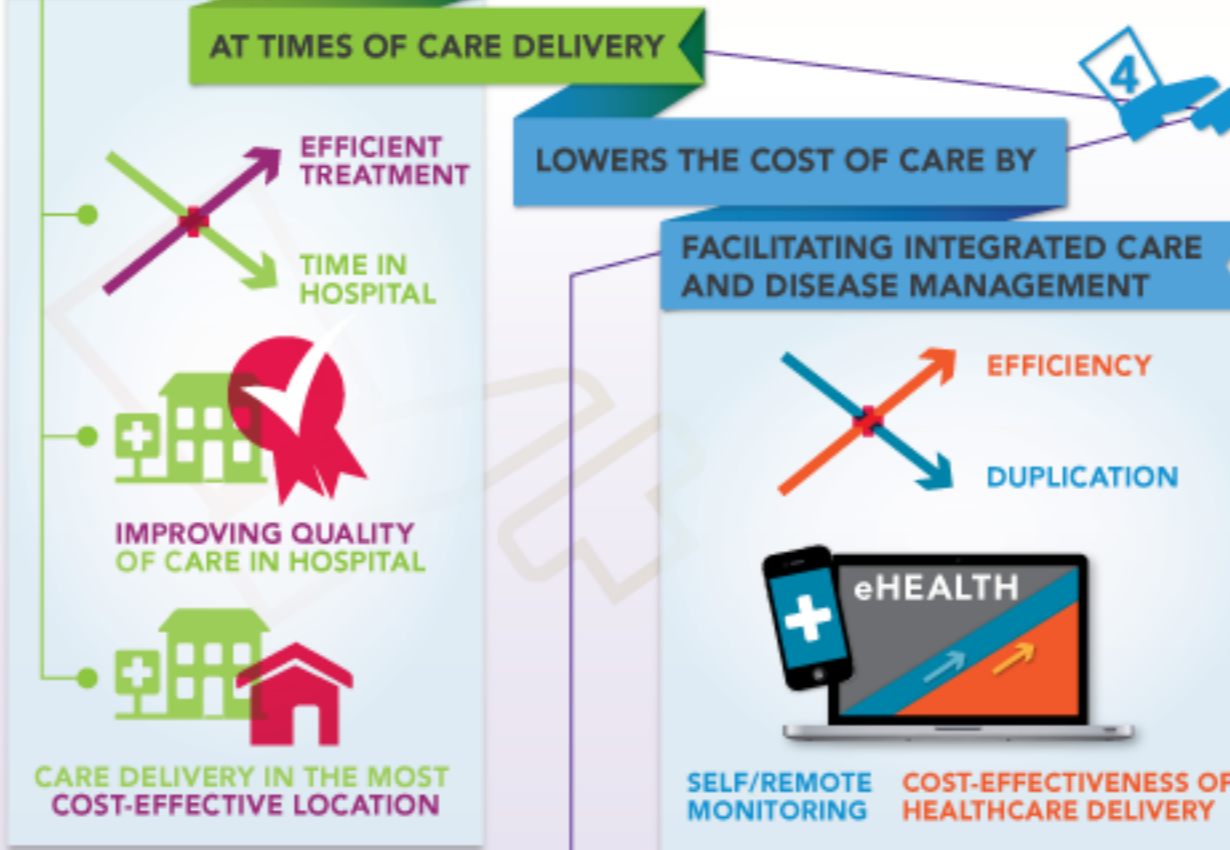 AT TIMES OF CARE DELIVERY
4
LOWERS THE COST OF CARE BY
EFFICIENT
TREATMENT
TIME IN
HOSPITAL
IMPROVING QUALITY
OF CARE IN HOSPITAL
CARE DELIVERY IN THE MOST
COST-EFFECTIVE LOCATION
FACILITATING INTEGRATED CARE
AND DISEASE MANAGEMENT
EFFICIENCY
DUPLICATION
eHEALTH
SELF/REMOTE
MONITORING
COST-EFFECTIVENESS OF
HEALTHCARE DELIVERY